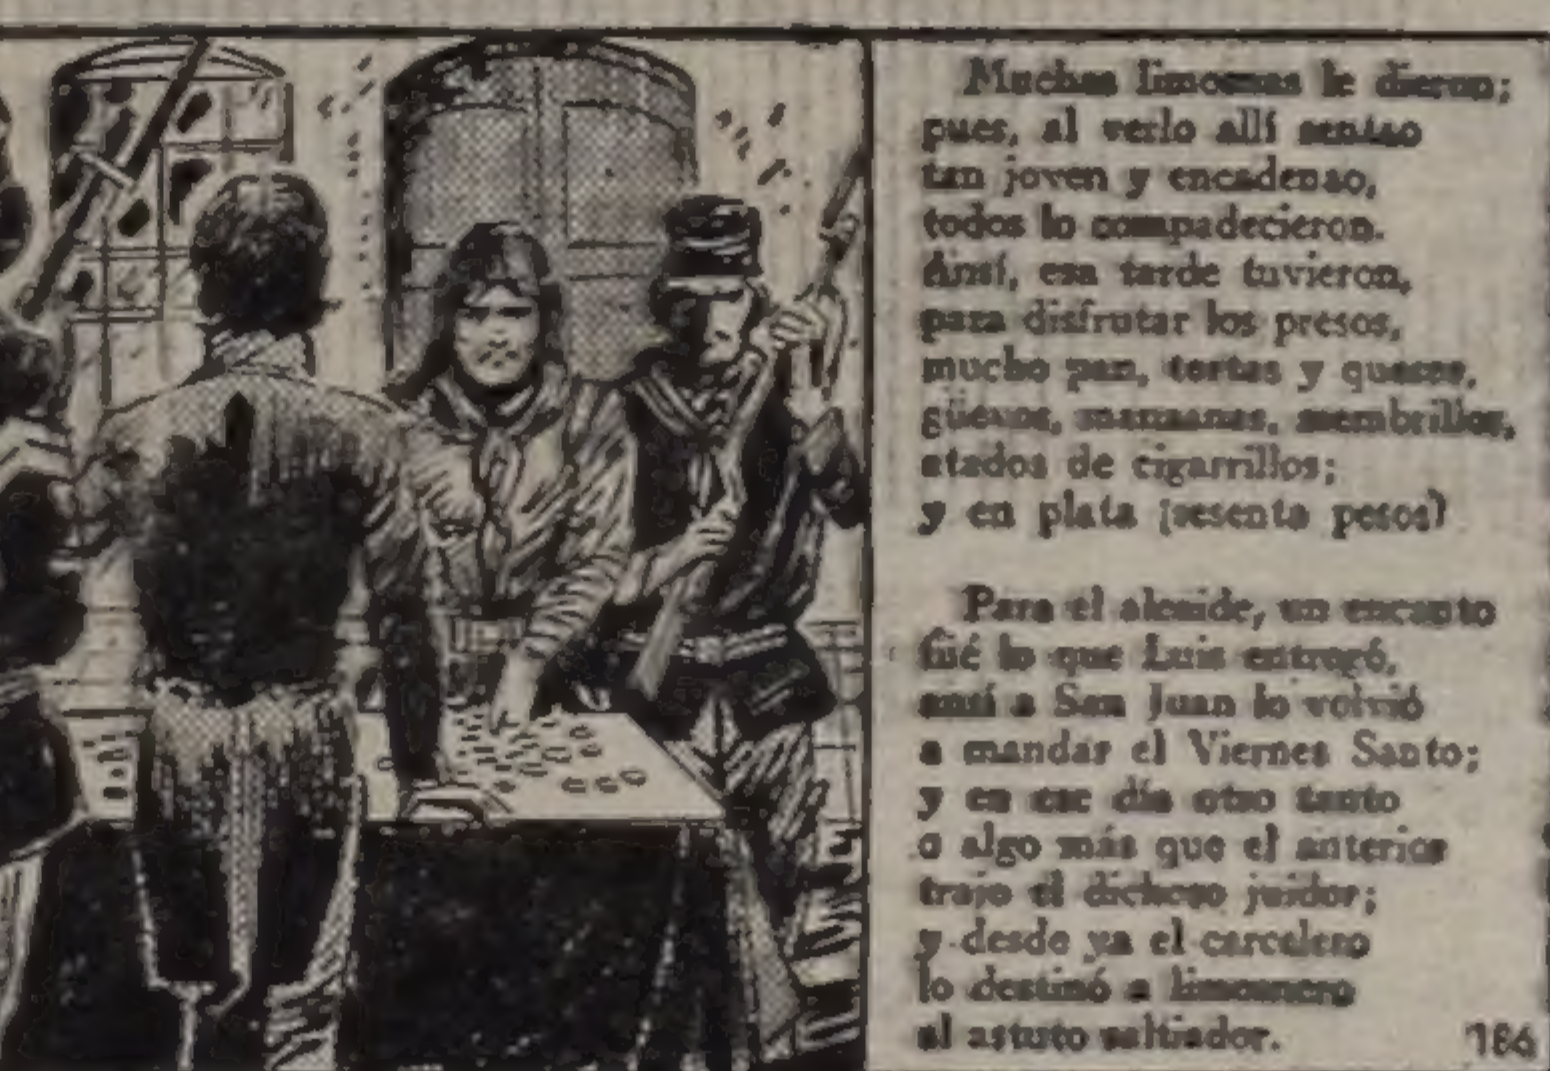 Muchas limosnas le dieron;
pues, al verlo allí sentao
tan joven y encadenao,
todos lo compadecieron.
Ansí, esa tarde tuvieron,
para disfrutar los presos,
mucho pan, tortas y quesos,
güevos, manzanas, membrillos,
atados de cigarrillos;
y en plata ¡sesenta pesos!
Para el alcaide, un encanto
fué lo que Luis entregó,
ansí a San Juan lo volvió
a mandar el Viernes Santo;
y en ese día otro tanto
o algo más que el anterior
trajo el dichoso juidor;
y desde ya el carcelero
lo destinó a limosnero
al astuto saltiador.
186